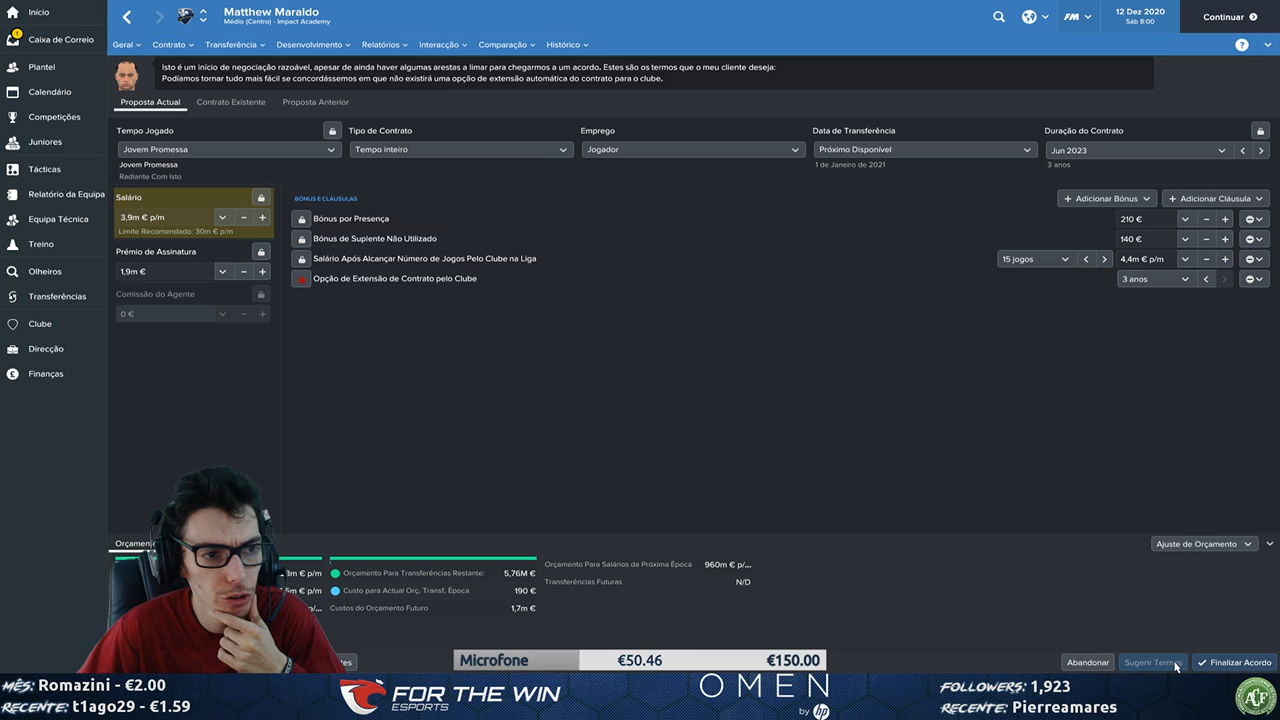 Início
Matthew Maraldo
Médio (Centro) - Impact Academy
FM
12 Dez 2020
Sáb 8:00
Continuar
1
Caixa de Correio
Geral
Contrato
Transferência
Desenvolvimento
Relatórios
Interacção
Comparação
Histórico
?
Plantel
Isto é um início de negociação razoável, apesar de ainda haver algumas arestas a limar para chegarmos a um acordo. Estes são os termos que o meu cliente deseja:
Podíamos tornar tudo mais fácil se concordássemos em que não existirá uma opção de extensão automática do contrato para o clube.
Calendário
Proposta Actual
Contrato Existente
Proposta Anterior
Competições
Tempo Jogado
Tipo de Contrato
Emprego
Data de Transferência
Duração do Contrato
Juniores
Jovem Promessa
Tempo inteiro
Jogador
Próximo Disponível
Jun 2023
Tácticas
Jovem Promessa
1 de Janeiro de 2021
3 anos
Radiante Com Isto
Relatório da Equipa
Salário
BÓNUS E CLÁUSULAS
Adicionar Bónus
Adicionar Cláusula
Equipa Técnica
3,9m € p/m
Bónus por Presença
210 €
Limite Recomendado: 30m € p/m
Treino
Bónus de Suplente Não Utilizado
140 €
Prémio de Assinatura
Salário Após Alcançar Número de Jogos Pelo Clube na Liga
15 jogos
4,4m € p/m
Olheiros
1,9m €
Opção de Extensão de Contrato pelo Clube
3 anos
Transferências
Comissão do Agente
0 €
Clube
Direcção
Finanças
Ajuste de Orçamento
Orçamento Para Transferências Restante:
5,76M €
Orçamento Para Salários da Próxima Época
960m € p/...
Custo para Actual Orç. Transf. Época
190 €
Transferências Futuras
N/D
Custos do Orçamento Futuro
1,7m €
Microfone
€50.46
€150.00
Abandonar
Sugerir Termos
Finalizar Acordo
MÊS: Romazini - €2.00
RECENTE: t1ago29 - €1.59
FOR THE WIN
ESPORTS
OMEN
by hp
FOLLOWERS: 1,923
RECENTE: Pierreamares